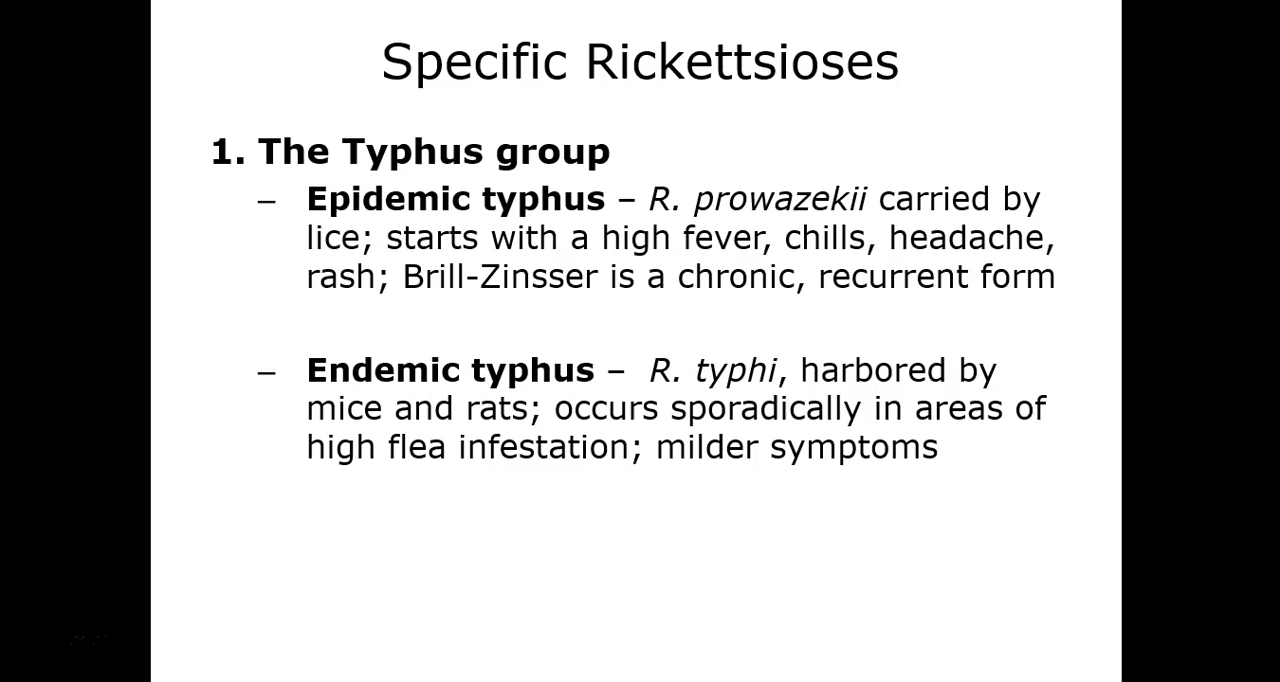 Specific Rickettsioses
1. The Typhus group
– Epidemic typhus – R. prowazekii carried by
lice; starts with a high fever, chills, headache,
rash; Brill-Zinsser is a chronic, recurrent form
– Endemic typhus – R. typhi, harbored by
mice and rats; occurs sporadically in areas of
high flea infestation; milder symptoms